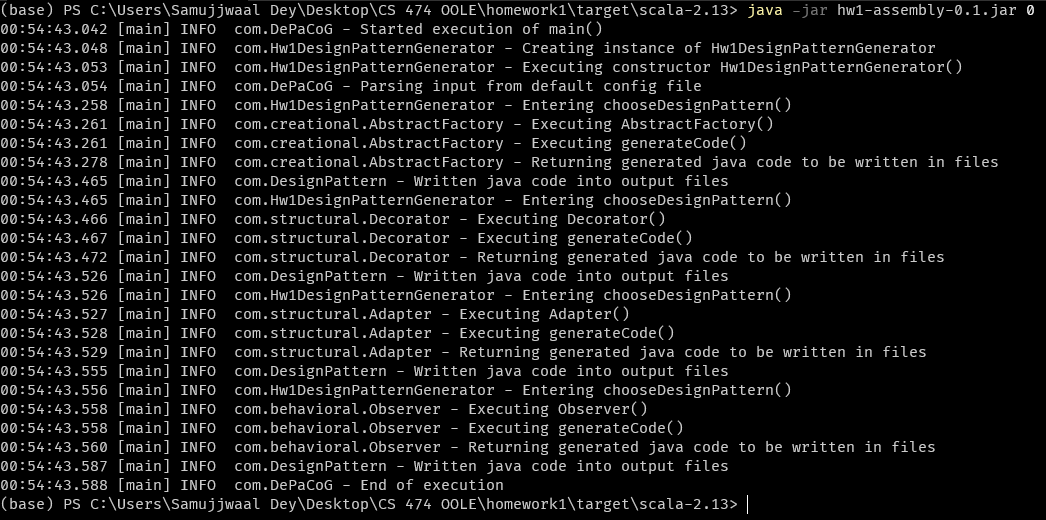 (base) PS C:\Users\Samujjwaal Dey\Desktop\CS 474 OOLE\homework1\target\scala-2.13> java -jar hw1-assembly-0.1.jar 0
00:54:43.042 [main] INFO  com.DePaCoG - Started execution of main()
00:54:43.048 [main] INFO  com.Hw1DesignPatternGenerator - Creating instance of Hw1DesignPatternGenerator
00:54:43.053 [main] INFO  com.Hw1DesignPatternGenerator - Executing constructor Hw1DesignPatternGenerator()
00:54:43.054 [main] INFO  com.DePaCoG - Parsing input from default config file
00:54:43.258 [main] INFO  com.Hw1DesignPatternGenerator - Entering chooseDesignPattern()
00:54:43.261 [main] INFO  com.creational.AbstractFactory - Executing AbstractFactory()
00:54:43.261 [main] INFO  com.creational.AbstractFactory - Executing generateCode()
00:54:43.278 [main] INFO  com.creational.AbstractFactory - Returning generated java code to be written in files
00:54:43.465 [main] INFO  com.DesignPattern - Written java code into output files
00:54:43.465 [main] INFO  com.Hw1DesignPatternGenerator - Entering chooseDesignPattern()
00:54:43.466 [main] INFO  com.structural.Decorator - Executing Decorator()
00:54:43.467 [main] INFO  com.structural.Decorator - Executing generateCode()
00:54:43.472 [main] INFO  com.structural.Decorator - Returning generated java code to be written in files
00:54:43.526 [main] INFO  com.DesignPattern - Written java code into output files
00:54:43.526 [main] INFO  com.Hw1DesignPatternGenerator - Entering chooseDesignPattern()
00:54:43.527 [main] INFO  com.structural.Adapter - Executing Adapter()
00:54:43.528 [main] INFO  com.structural.Adapter - Executing generateCode()
00:54:43.529 [main] INFO  com.structural.Adapter - Returning generated java code to be written in files
00:54:43.555 [main] INFO  com.DesignPattern - Written java code into output files
00:54:43.556 [main] INFO  com.Hw1DesignPatternGenerator - Entering chooseDesignPattern()
00:54:43.558 [main] INFO  com.behavioral.Observer - Executing Observer()
00:54:43.558 [main] INFO  com.behavioral.Observer - Executing generateCode()
00:54:43.560 [main] INFO  com.behavioral.Observer - Returning generated java code to be written in files
00:54:43.587 [main] INFO  com.DesignPattern - Written java code into output files
00:54:43.588 [main] INFO  com.DePaCoG - End of execution
(base) PS C:\Users\Samujjwaal Dey\Desktop\CS 474 OOLE\homework1\target\scala-2.13>